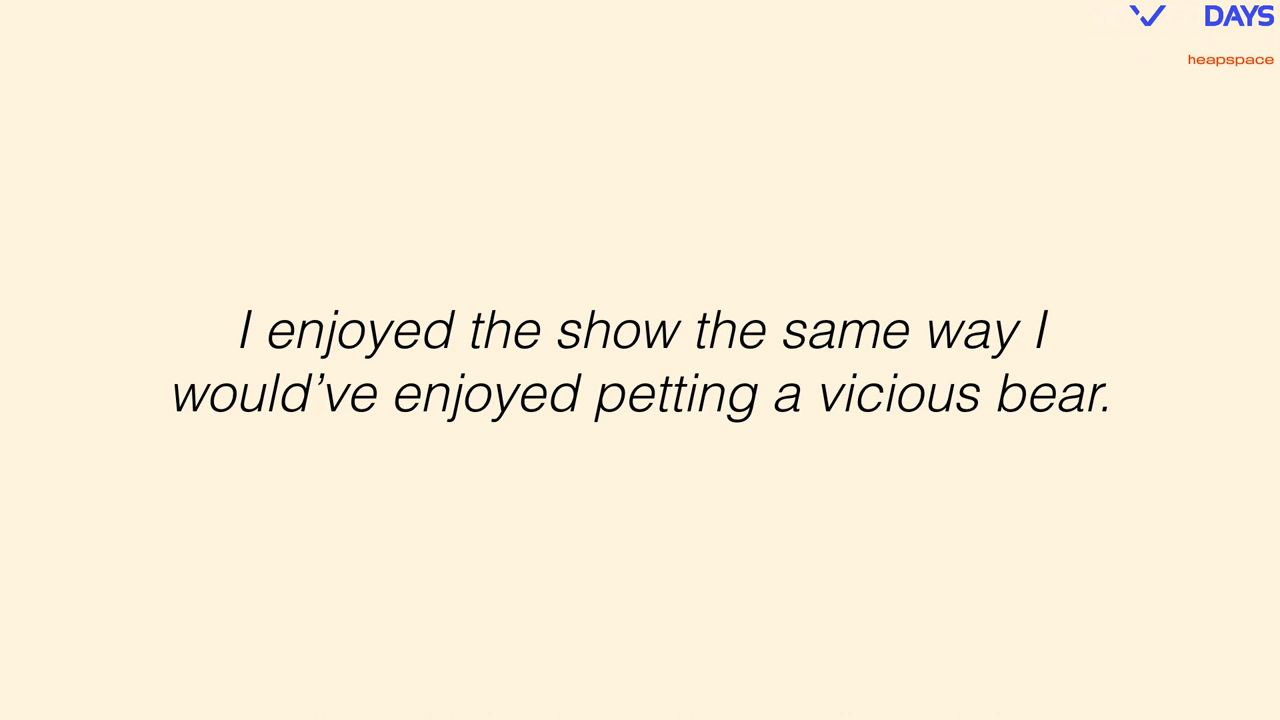 DAYS
heapspace
I enjoyed the show the same way I
would’ve enjoyed petting a vicious bear.